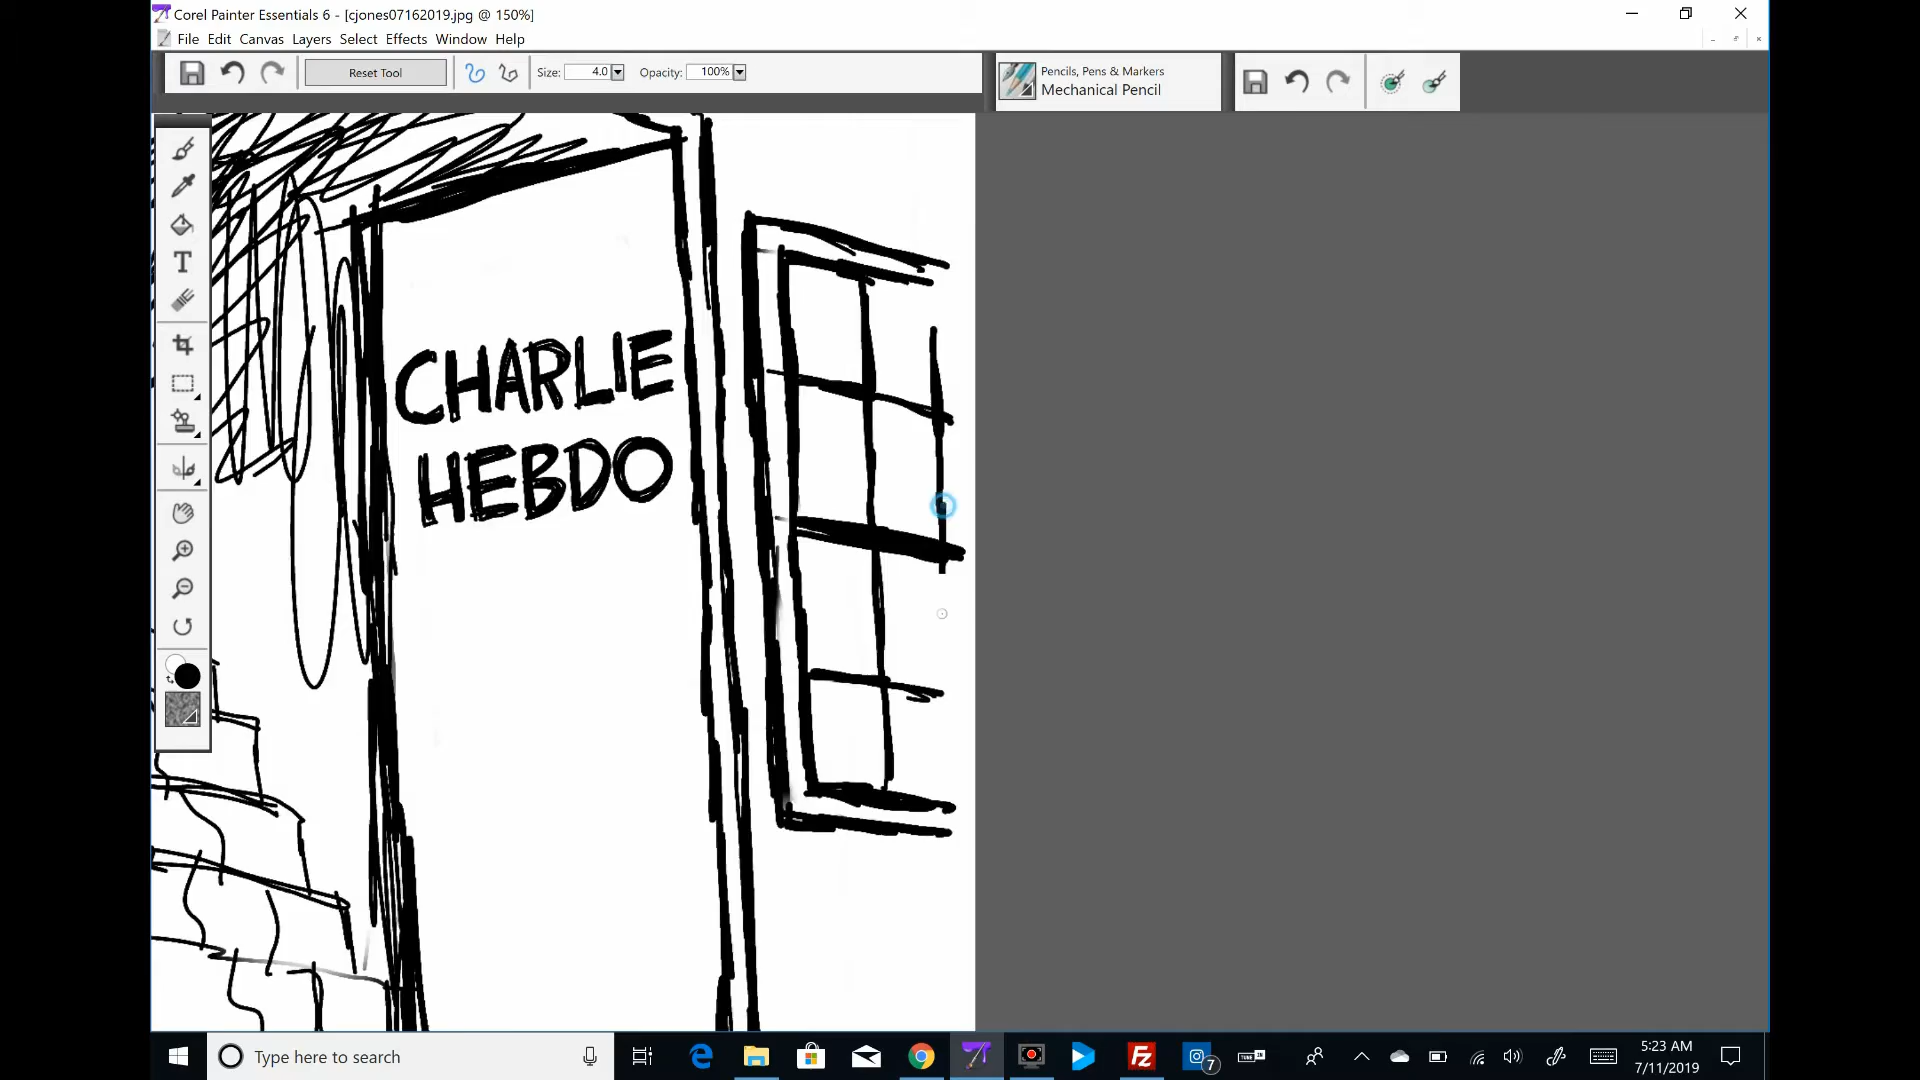 Corel Painter Essentials 6 - [cjones07162019.jpg @ 150%]
File Edit Canvas Layers Select Effects Window Help
Reset Tool
Size: 4.0
Opacity: 100%
Pencils, Pens & Markers
Mechanical Pencil
T
CHARLIE
HEBDO
Type here to search
7
5:23 AM
7/11/2019